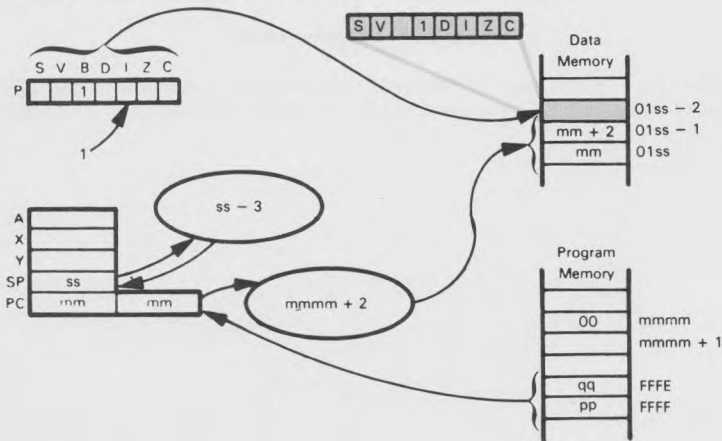 S V 1 D I Z C
Data
Memory
S V B D I Z C
P 1
01ss - 2
mm + 2 01ss - 1
mm 01ss
1
ss - 3
A
X
Y
SP ss
PC mm mm
mmmm + 2
Program
Memory
00 mmmm
mmmm + 1
qq FFFE
pp FFFF